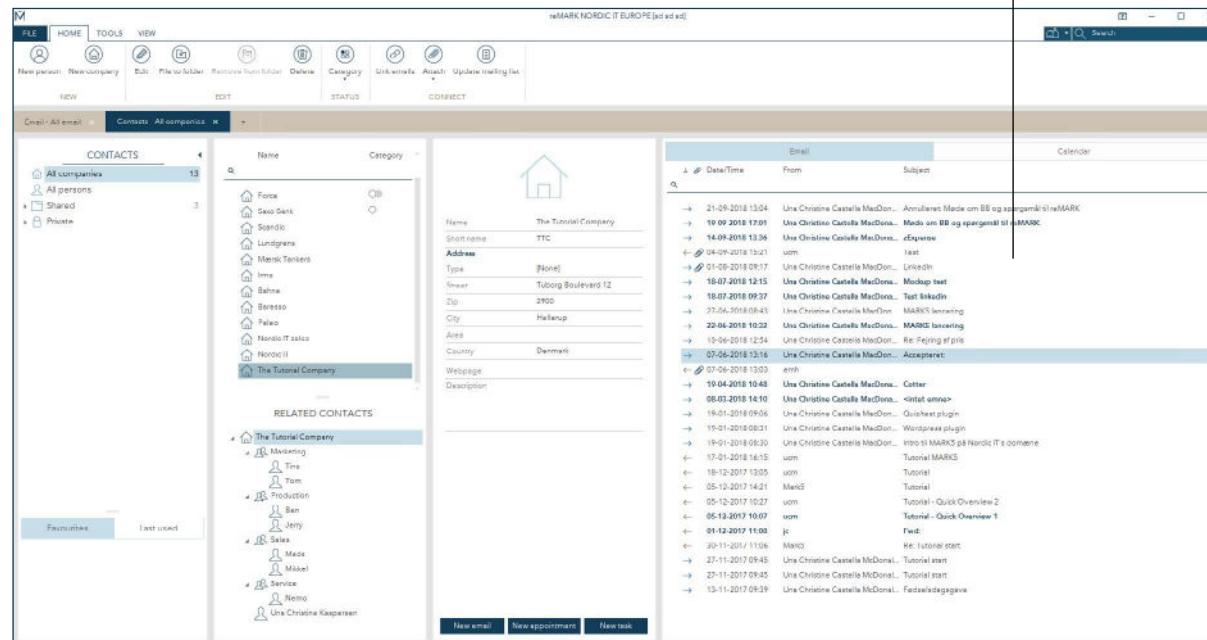 reMARK NORDIC IT EUROPE [ad ad ad]
FILE HOME TOOLS VIEW
Search
New person New company Edit File to folder Remove from folder Delete Category Link emails Attach Update mailing list
NEW EDIT STATUS CONNECT
Email - All email Contacts All companies
CONTACTS
All companies 13
All persons
Shared 3
Private
Favourites Last used
Name Category
Force
Saxo Bank
Scandic
Lundgrens
Mærsk Tankers
Irma
Bahne
Baresso
Paleo
Nordic IT sales
Nordic IT
The Tutorial Company
RELATED CONTACTS
The Tutorial Company
Marketing
Tina
Tom
Production
Ben
Jerry
Sales
Mads
Mikkel
Service
Nemo
Una Christine Kaspersen
Name The Tutorial Company
Short name TTC
Address
Type [None]
Street Tuborg Boulevard 12
Zip 2900
City Hellerup
Area
Country Denmark
Webpage
Description
New email New appointment New task
Email Calendar
Date/Time From Subject
21-09-2018 13:04 Una Christine Castella MacDon... Annulleret: Møde om BB og spørgsmål til reMARK
19-09-2018 17:01 Una Christine Castella MacDona... Møde om BB og spørgsmål til reMARK
14-09-2018 13:36 Una Christine Castella MacDona... zExpense
04-09-2018 15:21 ucm Test
01-08-2018 09:17 Una Christine Castella MacDon... LinkedIn
18-07-2018 12:15 Una Christine Castella MacDona... Mockup test
18-07-2018 09:37 Una Christine Castella MacDona... Test linkedin
27-06-2018 08:43 Una Christine Castella MacDon... MARK5 lancering
22-06-2018 10:32 Una Christine Castella MacDona... MARK5 lancering
15-06-2018 12:54 Una Christine Castella MacDon... Re: Fejring af pris
07-06-2018 13:16 Una Christine Castella MacDon... Accepteret:
07-06-2018 13:03 emh
19-04-2018 10:48 Una Christine Castella MacDona... Cotter
08-03-2018 14:10 Una Christine Castella MacDona... <intet emne>
19-01-2018 09:06 Una Christine Castella MacDon... Quiz/test plugin
19-01-2018 08:31 Una Christine Castella MacDon... Wordpress plugin
19-01-2018 08:30 Una Christine Castella MacDon... Intro til MARK5 på Nordic IT's domæne
17-01-2018 16:15 ucm Tutorial MARK5
18-12-2017 13:05 ucm Tutorial
05-12-2017 14:21 Mark5 Tutorial
05-12-2017 10:27 ucm Tutorial - Quick Overview 2
05-12-2017 10:07 ucm Tutorial - Quick Overview 1
01-12-2017 11:08 jc Fwd:
30-11-2017 11:06 Mark5 Re: Tutorial start
27-11-2017 09:45 Una Christine Castella McDonal... Tutorial start
27-11-2017 09:45 Una Christine Castella McDonal... Tutorial start
13-11-2017 09:39 Una Christine Castella McDonal... Fødselsdagsgave